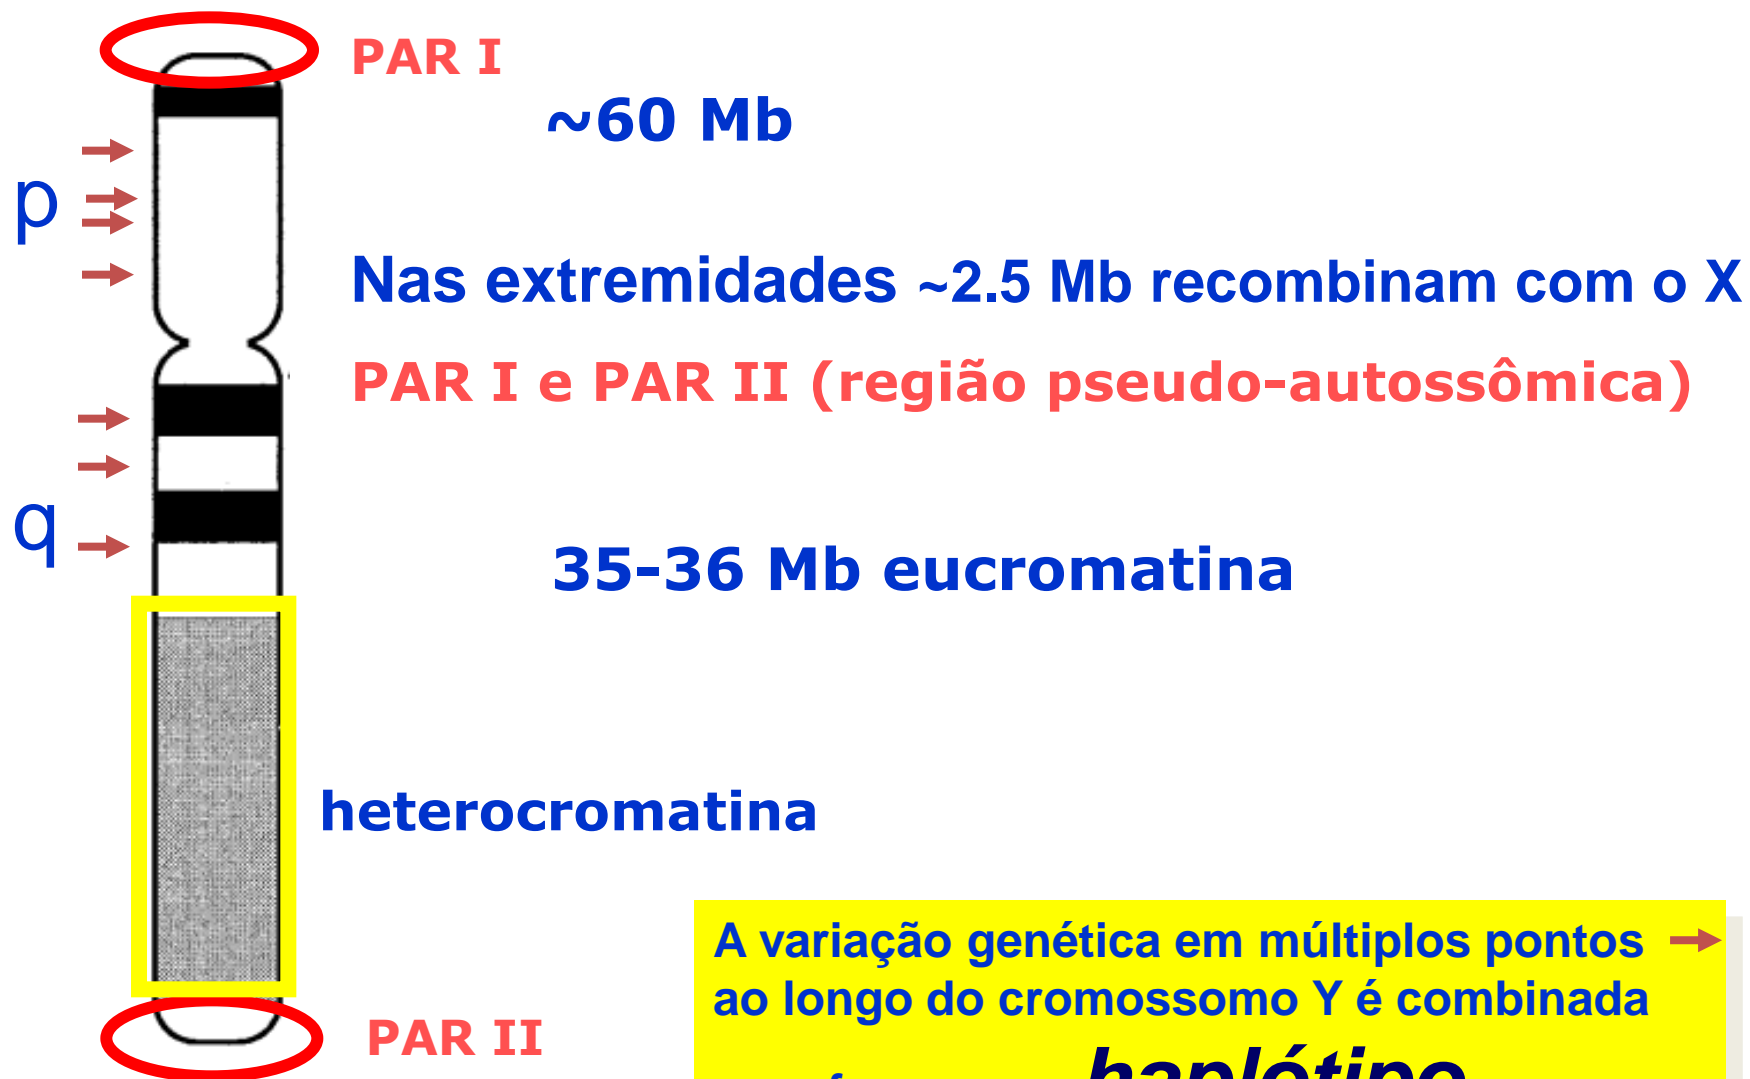 PAR I
~60 Mb
p
Nas extremidades ~2.5 Mb recombinam com o X
PAR I e PAR II (região pseudo-autossômica)
q
35-36 Mb eucromatina
heterocromatina
A variação genética em múltiplos pontos
ao longo do cromossomo Y é combinada
haplótipo
PAR II